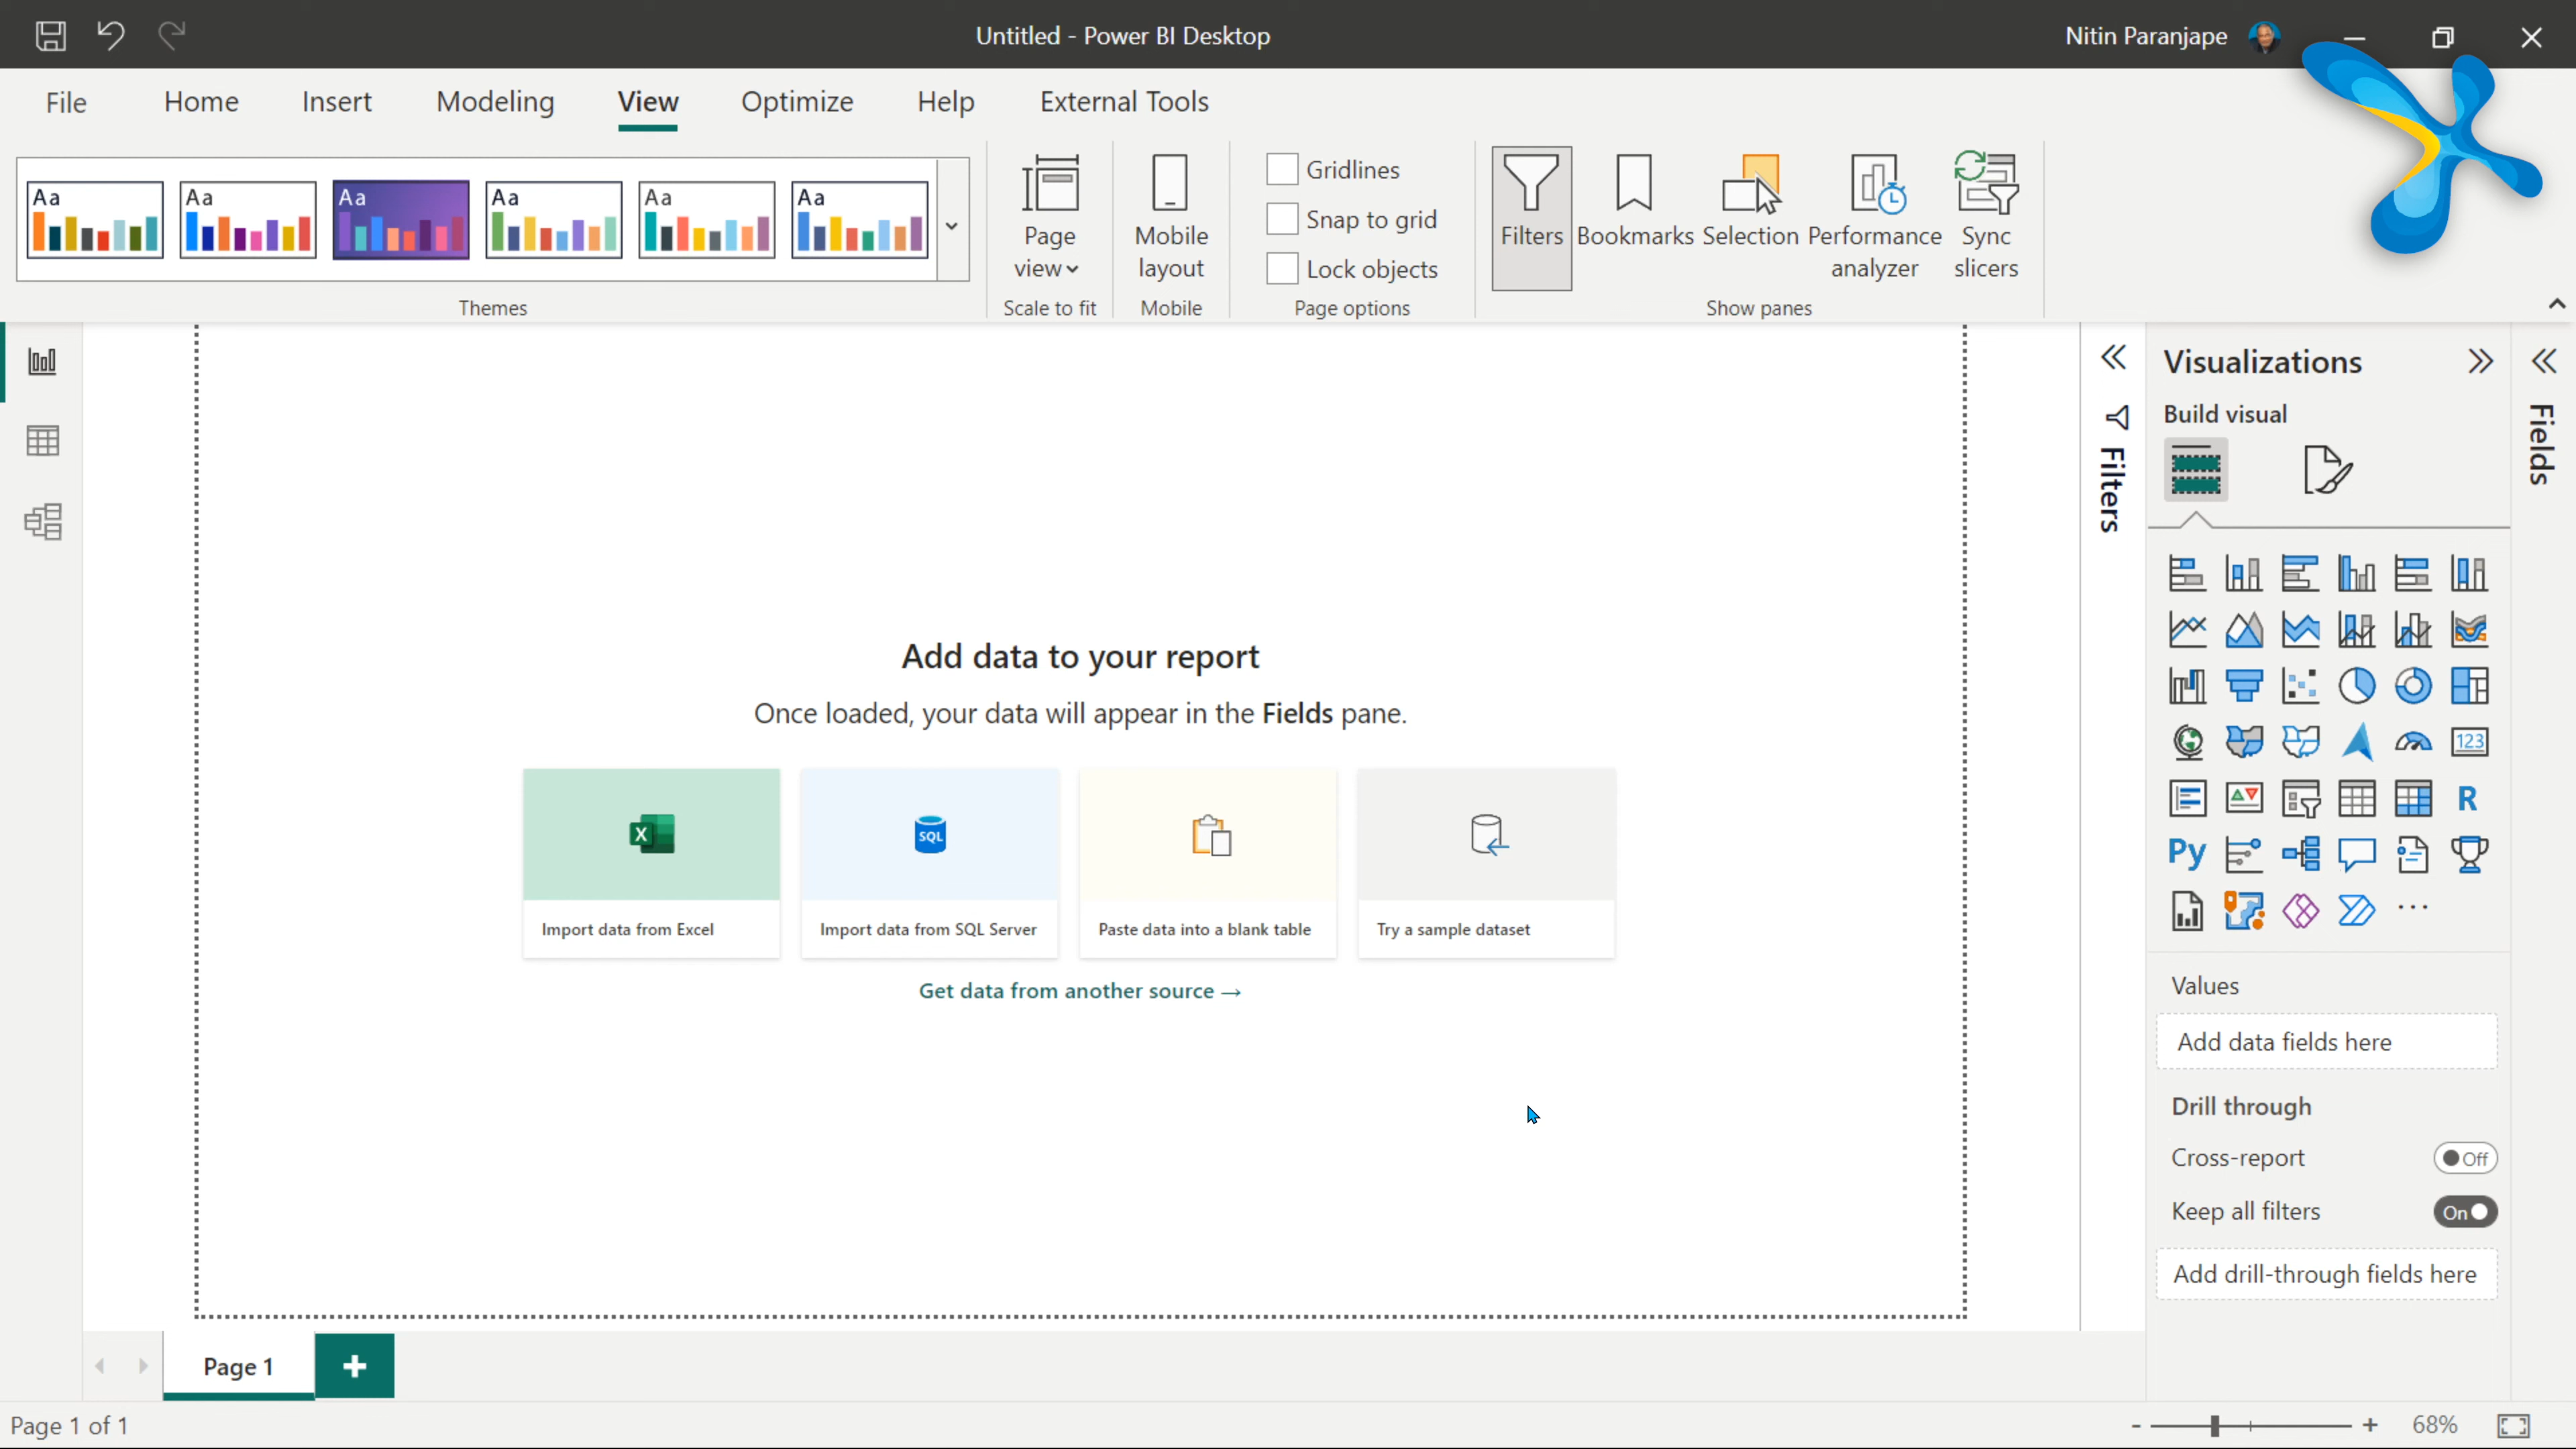 Untitled - Power BI Desktop
Nitin Paranjape
File Home Insert Modeling View Optimize Help External Tools
Aa Aa Aa Aa Aa Aa
Themes
Page view
Scale to fit
Mobile layout
Mobile
Gridlines
Snap to grid
Lock objects
Page options
Filters
Bookmarks
Selection
Performance analyzer
Sync slicers
Show panes
Add data to your report
Once loaded, your data will appear in the Fields pane.
X
SQL
Import data from Excel
Import data from SQL Server
Paste data into a blank table
Try a sample dataset
Get data from another source →
Filters
Visualizations
Build visual
123
R
Py
...
Values
Add data fields here
Drill through
Cross-report
Off
Keep all filters
On
Add drill-through fields here
Fields
Page 1
+
Page 1 of 1
- + 68%